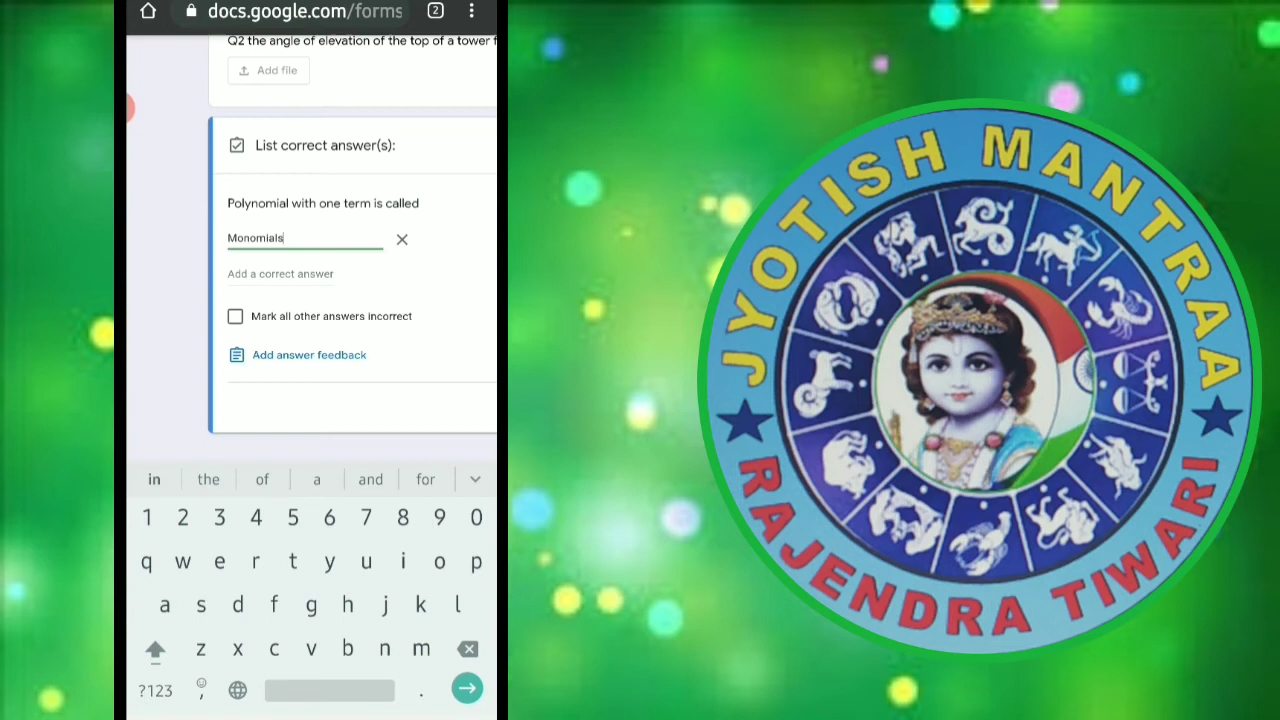 docs.google.com/forms
2
Q2 the angle of elevation of the top of a tower f
Add file
List correct answer(s):
Polynomial with one term is called
Monomials
Add a correct answer
Mark all other answers incorrect
Add answer feedback
in the of a and for
1 2 3 4 5 6 7 8 9 0
q w e r t y u i o p
a s d f g h j k l
z x c v b n m
?123 , .
JYOTISH MANTRAA
RAJENDRA TIWARI